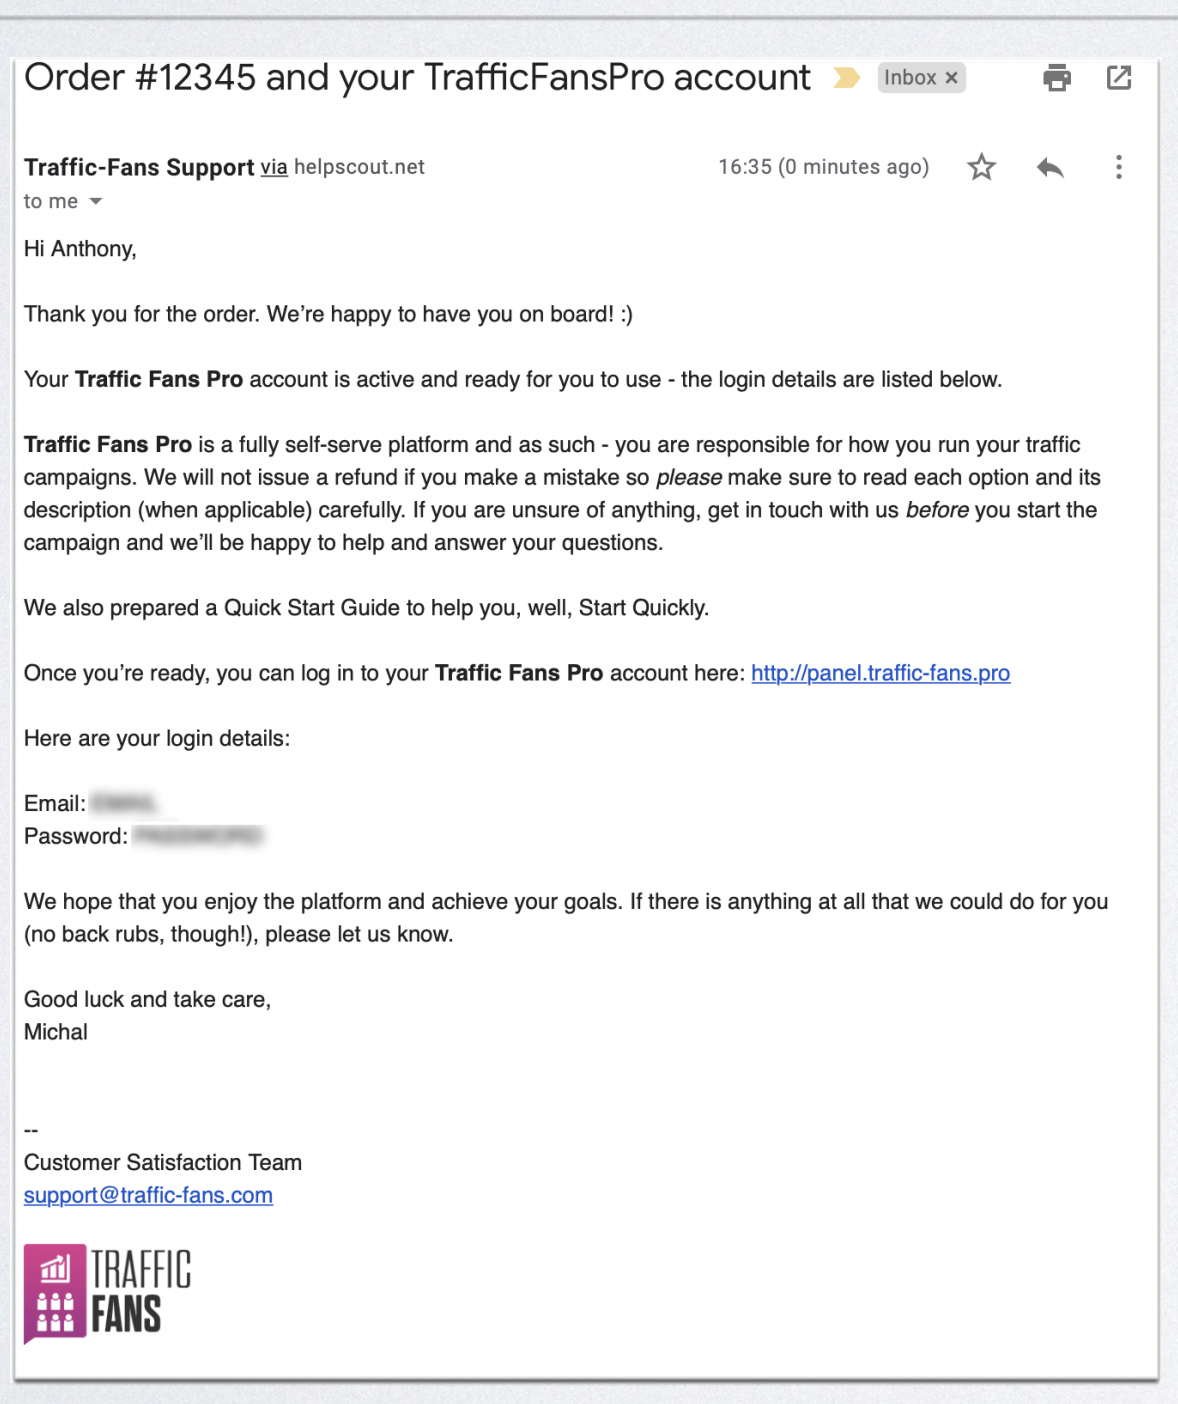 Order #12345 and your TrafficFansPro account Inbox ×
Traffic-Fans Support via helpscout.net 16:35 (0 minutes ago)
to me
Hi Anthony,
Thank you for the order. We’re happy to have you on board! :)
Your Traffic Fans Pro account is active and ready for you to use - the login details are listed below.
Traffic Fans Pro is a fully self-serve platform and as such - you are responsible for how you run your traffic
campaigns. We will not issue a refund if you make a mistake so please make sure to read each option and its
description (when applicable) carefully. If you are unsure of anything, get in touch with us before you start the
campaign and we’ll be happy to help and answer your questions.
We also prepared a Quick Start Guide to help you, well, Start Quickly.
Once you’re ready, you can log in to your Traffic Fans Pro account here: http://panel.traffic-fans.pro
Here are your login details:
Email:
Password:
We hope that you enjoy the platform and achieve your goals. If there is anything at all that we could do for you
(no back rubs, though!), please let us know.
Good luck and take care,
Michal
--
Customer Satisfaction Team
support@traffic-fans.com
TRAFFIC
FANS